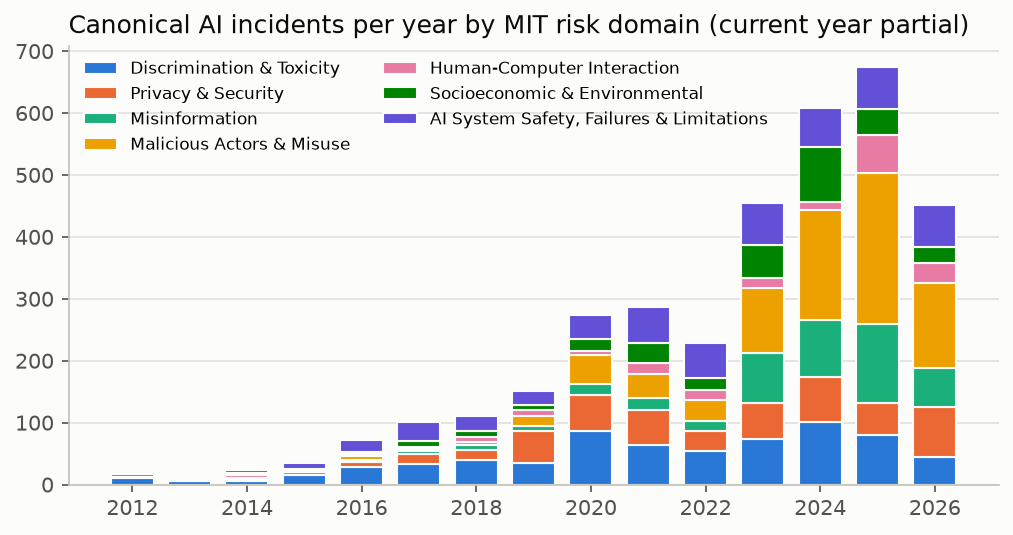 Canonical AI incidents per year by MIT risk domain (current year partial)
700
600
500
400
300
200
100
0
Discrimination & Toxicity
Privacy & Security
Misinformation
Malicious Actors & Misuse
Human-Computer Interaction
Socioeconomic & Environmental
AI System Safety, Failures & Limitations
2012 2014 2016 2018 2020 2022 2024 2026